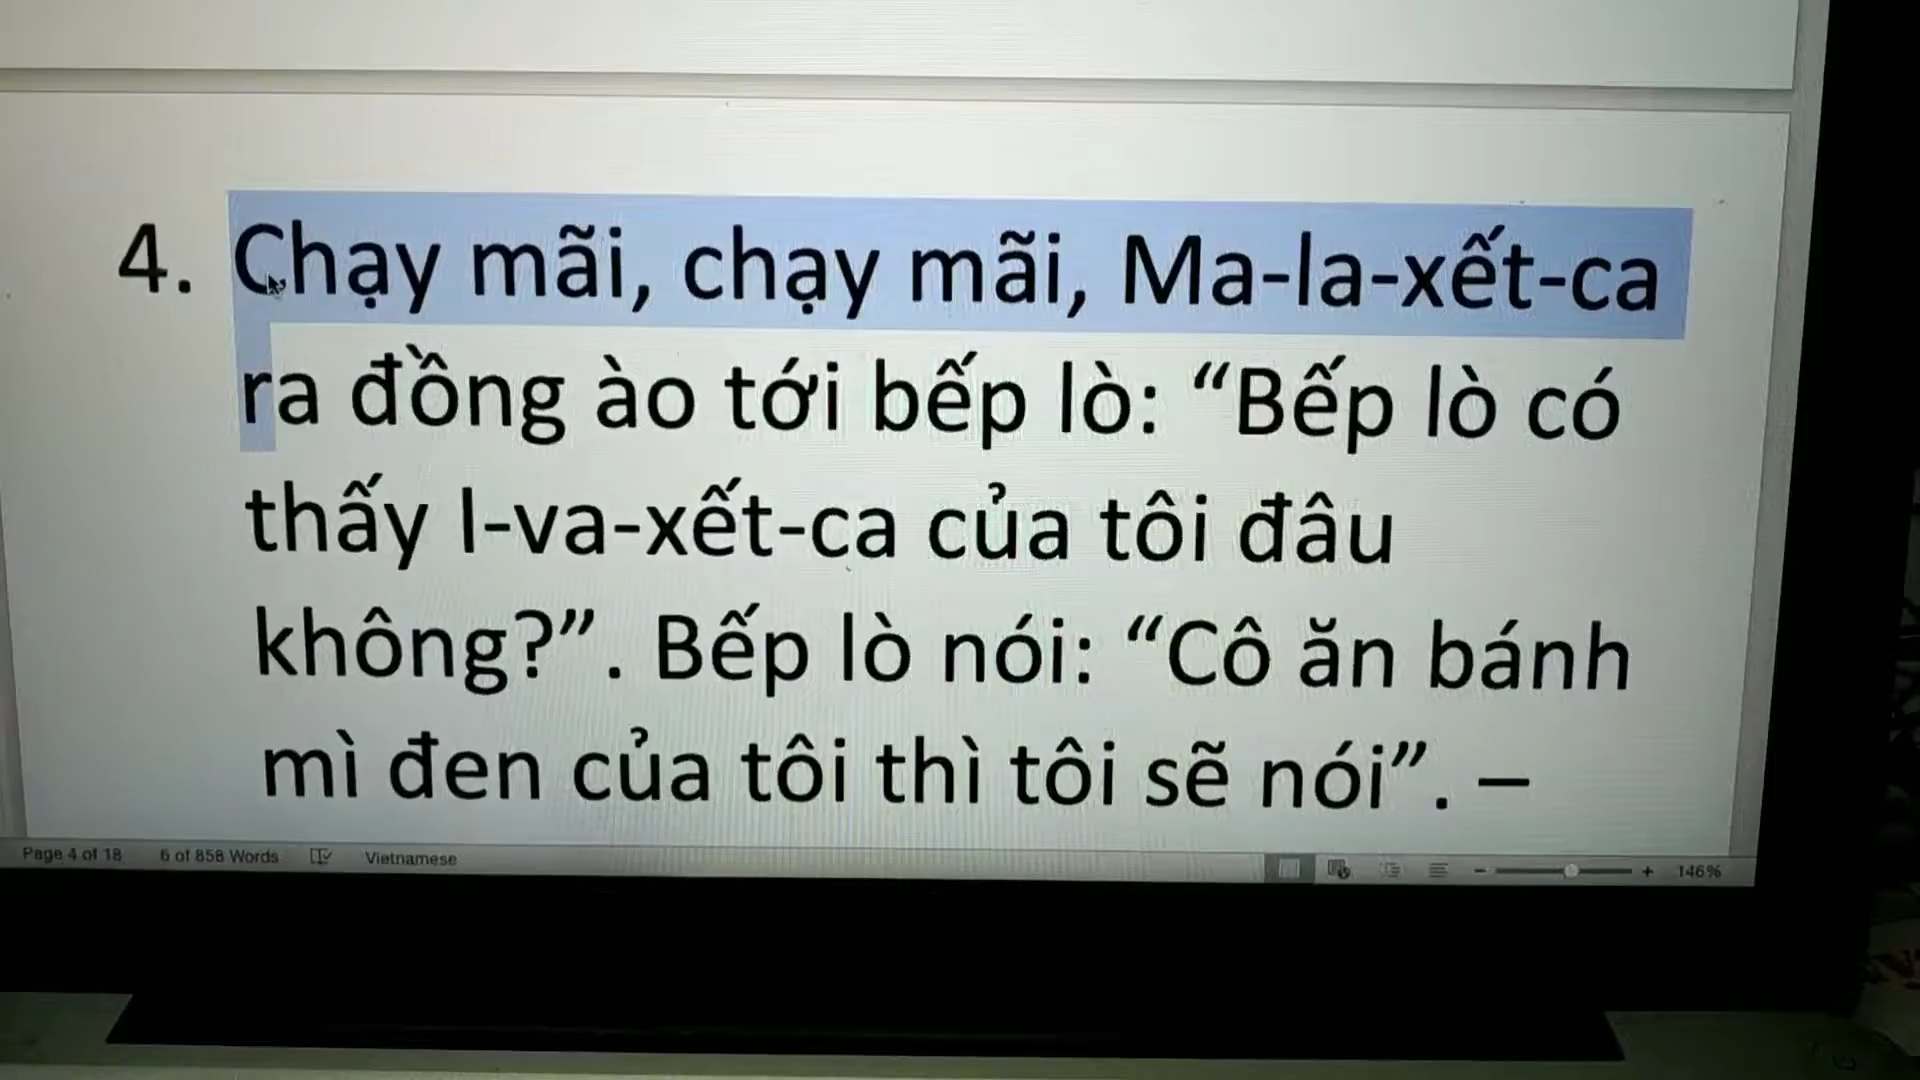 4. Chạy mãi, chạy mãi, Ma-la-xết-ca
ra đồng ào tới bếp lò: “Bếp lò có
thấy I-va-xết-ca của tôi đâu
không?”. Bếp lò nói: “Cô ăn bánh
mì đen của tôi thì tôi sẽ nói”. –
Page 4 of 18 6 of 858 Words Vietnamese 146%